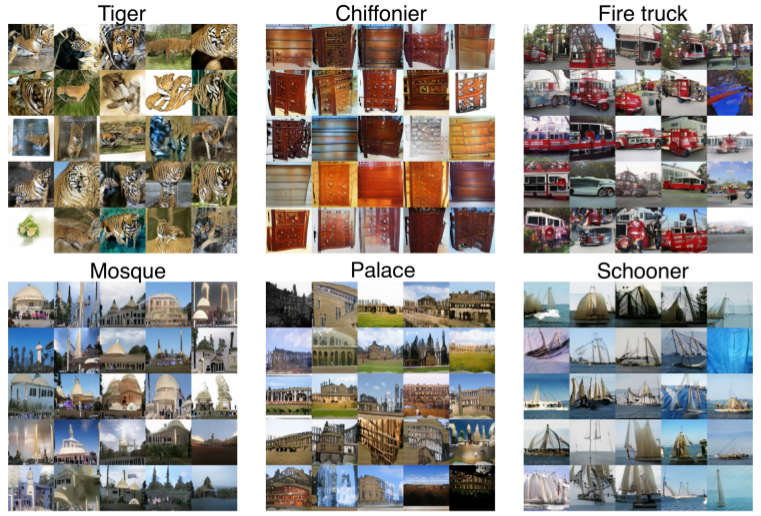 Tiger
Chiffonier
Fire truck
Mosque
Palace
Schooner